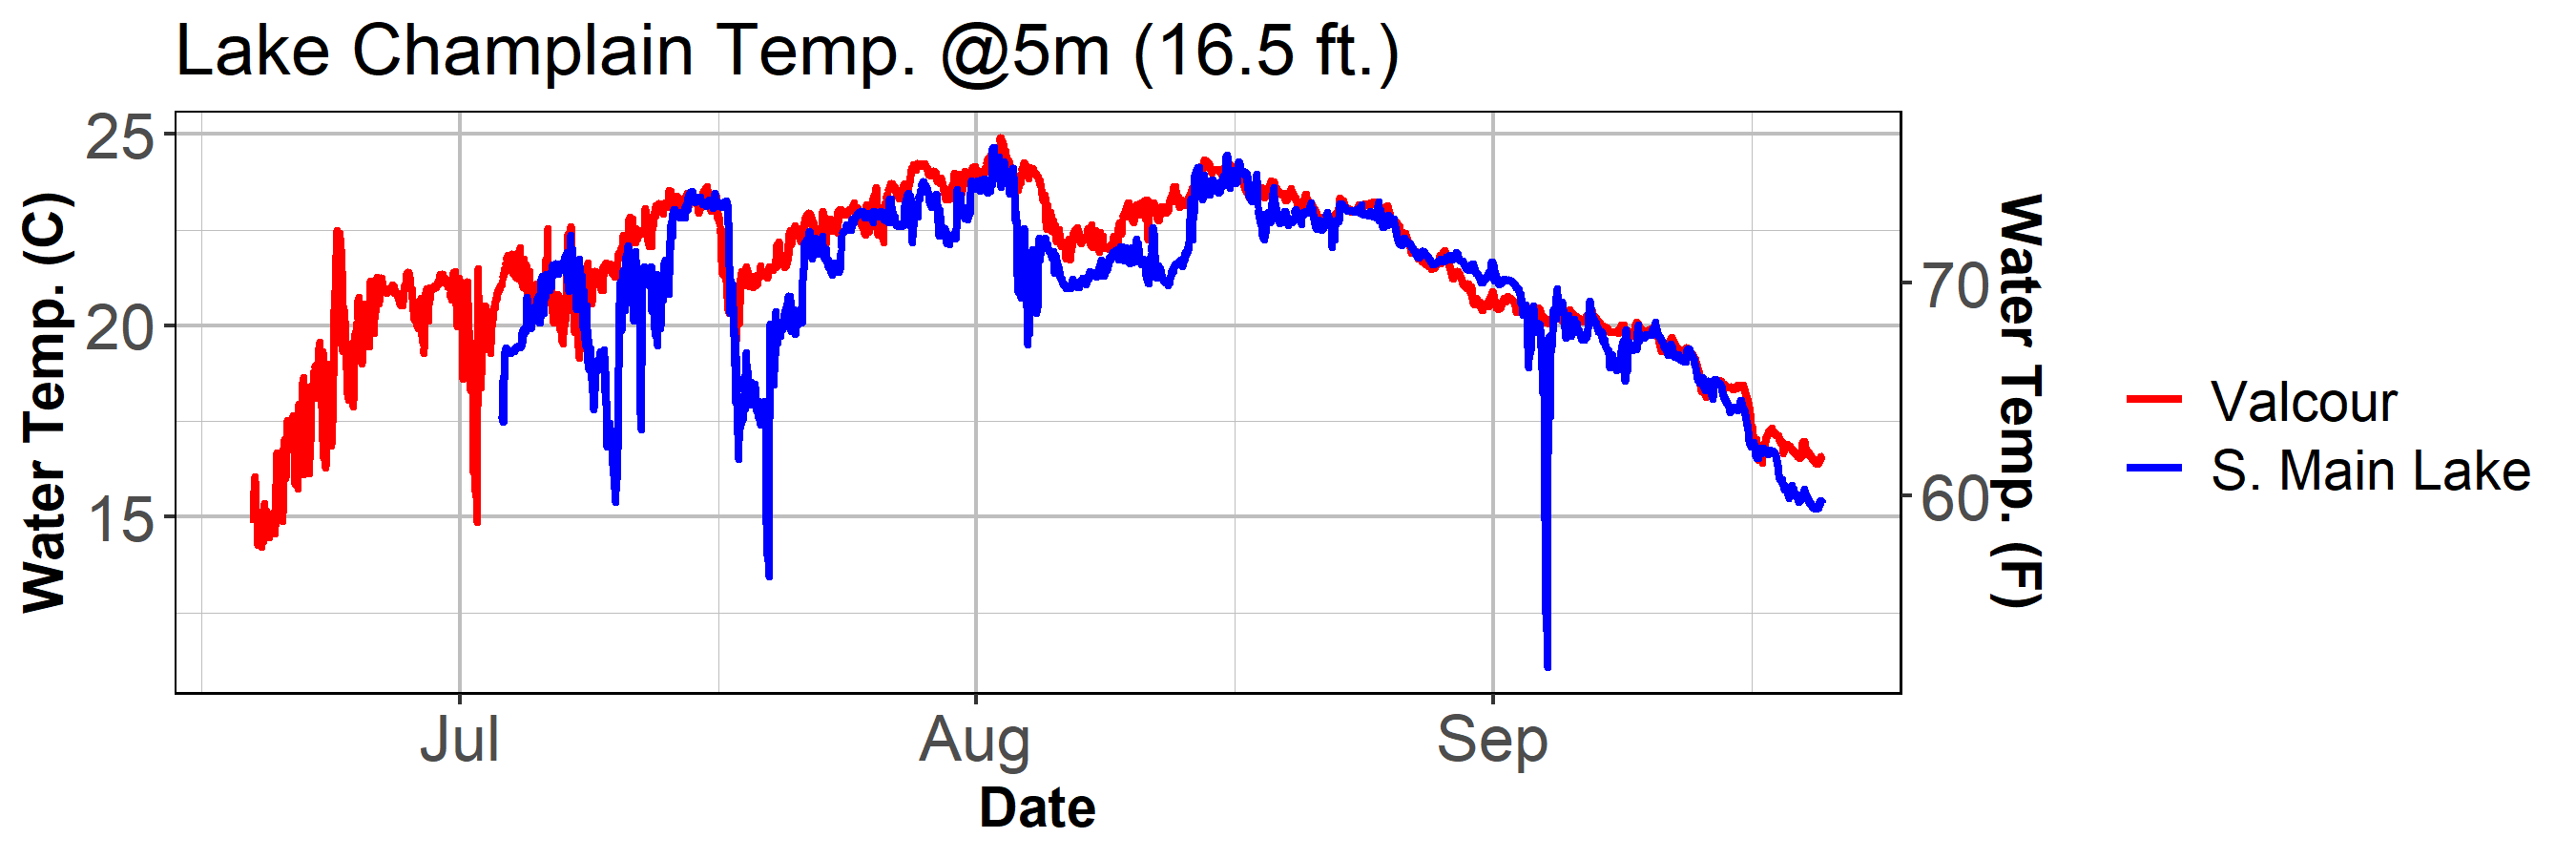 Lake Champlain Temp. @5m (16.5 ft.)
Water Temp. (C)
25
20
15
Jul
Aug
Sep
Date
70
60
Water Temp. (F)
Valcour
S. Main Lake